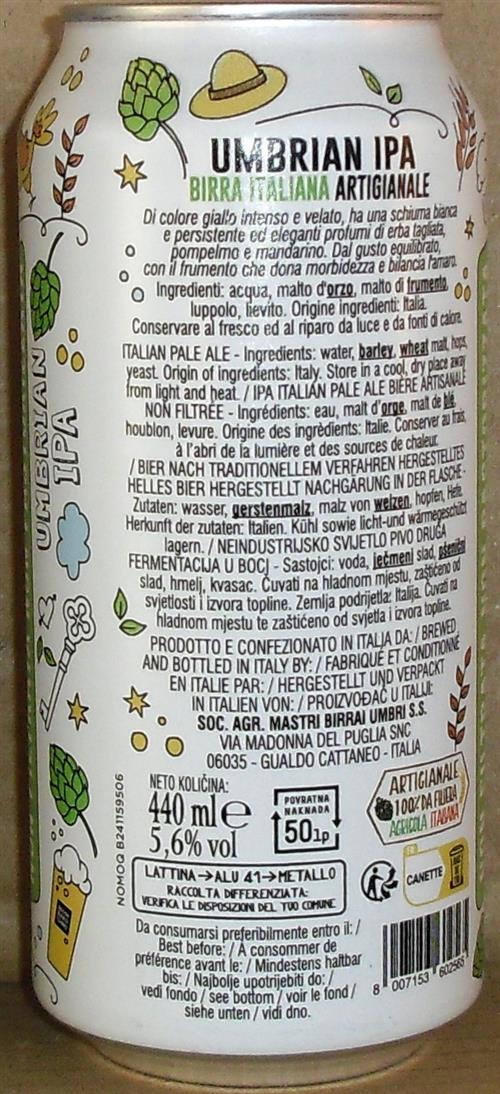 UMBRIAN IPA
BIRRA ITALIANA ARTIGIANALE
Di colore giallo intenso e velato, ha una schiuma bianca
e persistente ed eleganti profumi di erba tagliata,
pompelmo e mandarino. Dal gusto equilibrato,
con il frumento che dona morbidezza e bilancia l'amaro.
Ingredienti: acqua, malto d'orzo, malto di frumento,
luppolo, lievito. Origine ingredienti: Italia.
Conservare al fresco ed al riparo da luce e da fonti di calore.
ITALIAN PALE ALE - Ingredients: water, barley, wheat malt, hops,
yeast. Origin of ingredients: Italy. Store in a cool, dry place away
from light and heat. / IPA ITALIAN PALE ALE BIÈRE ARTISANALE
NON FILTRÉE - Ingrédients: eau, malt d'orge, malt de blé,
houblon, levure. Origine des ingrédients: Italie. Conserver au frais,
à l'abri de la lumière et des sources de chaleur.
/ BIER NACH TRADITIONELLEM VERFAHREN HERGESTELLTES
HELLES BIER HERGESTELLT NACHGÄRUNG IN DER FLASCHE -
Zutaten: wasser, gerstenmalz, malz von weizen, hopfen, Hefe.
Herkunft der zutaten: Italien. Kühl sowie licht-und wärmegeschützt
lagern. / NEINDUSTRIJSKO SVIJETLO PIVO DRUGA
FERMENTACIJA U BOCI - Sastojci: voda, ječmeni slad, pšenični
slad, hmelj, kvasac. Čuvati na hladnom mjestu, zaštićeno od
svjetlosti i izvora topline. Zemlja podrijetla: Italija. Čuvati na
hladnom mjestu te zaštićeno od svjetla i izvora topline.
PRODOTTO E CONFEZIONATO IN ITALIA DA: / BREWED
AND BOTTLED IN ITALY BY: / FABRIQUÉ ET CONDITIONNÉ
EN ITALIE PAR: / HERGESTELLT UND VERPACKT
IN ITALIEN VON: / PROIZVOĐAČ U ITALIJI:
SOC. AGR. MASTRI BIRRAI UMBRI S.S.
VIA MADONNA DEL PUGLIA SNC
06035 - GUALDO CATTANEO - ITALIA
NETO KOLIČINA:
440 ml e
5,6% vol
POVRATNA
NAKNADA
50lp
ARTIGIANALE
100% DA FILIERA
AGRICOLA ITALIANA
LATTINA→ALU 41→METALLO
RACCOLTA DIFFERENZIATA:
VERIFICA LE DISPOSIZIONI DEL TUO COMUNE
FR
CANETTE
Da consumarsi preferibilmente entro il: /
Best before: / A consommer de
préférence avant le: / Mindestens haltbar
bis: / Najbolje upotrijebiti do: /
vedi fondo / see bottom / voir le fond /
siehe unten / vidi dno.
8 007153 602565
NOMOQ B241159506
UMBRIAN
IPA